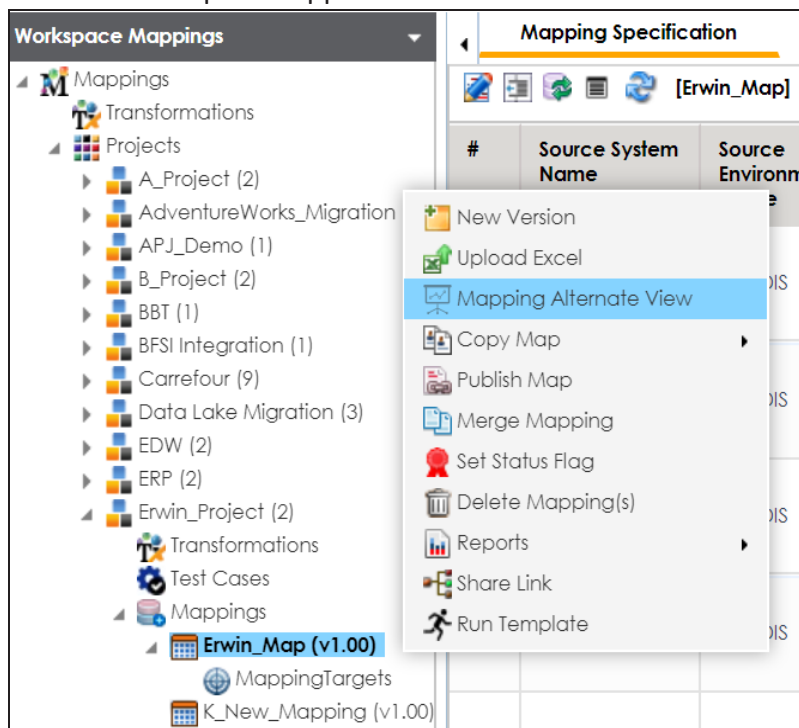 Workspace Mappings
Mappings
Transformations
Projects
A_Project (2)
AdventureWorks_Migration
APJ_Demo (1)
B_Project (2)
BBT (1)
BFSI Integration (1)
Carrefour (9)
Data Lake Migration (3)
EDW (2)
ERP (2)
Erwin_Project (2)
Transformations
Test Cases
Mappings
Erwin_Map (v1.00)
MappingTargets
K_New_Mapping (v1.00)
Mapping Specification
[Erwin_Map]
# Source System Source
Name
New Version
Upload Excel
Mapping Alternate View
Copy Map
Publish Map
Merge Mapping
Set Status Flag
Delete Mapping(s)
Reports
Share Link
Run Template